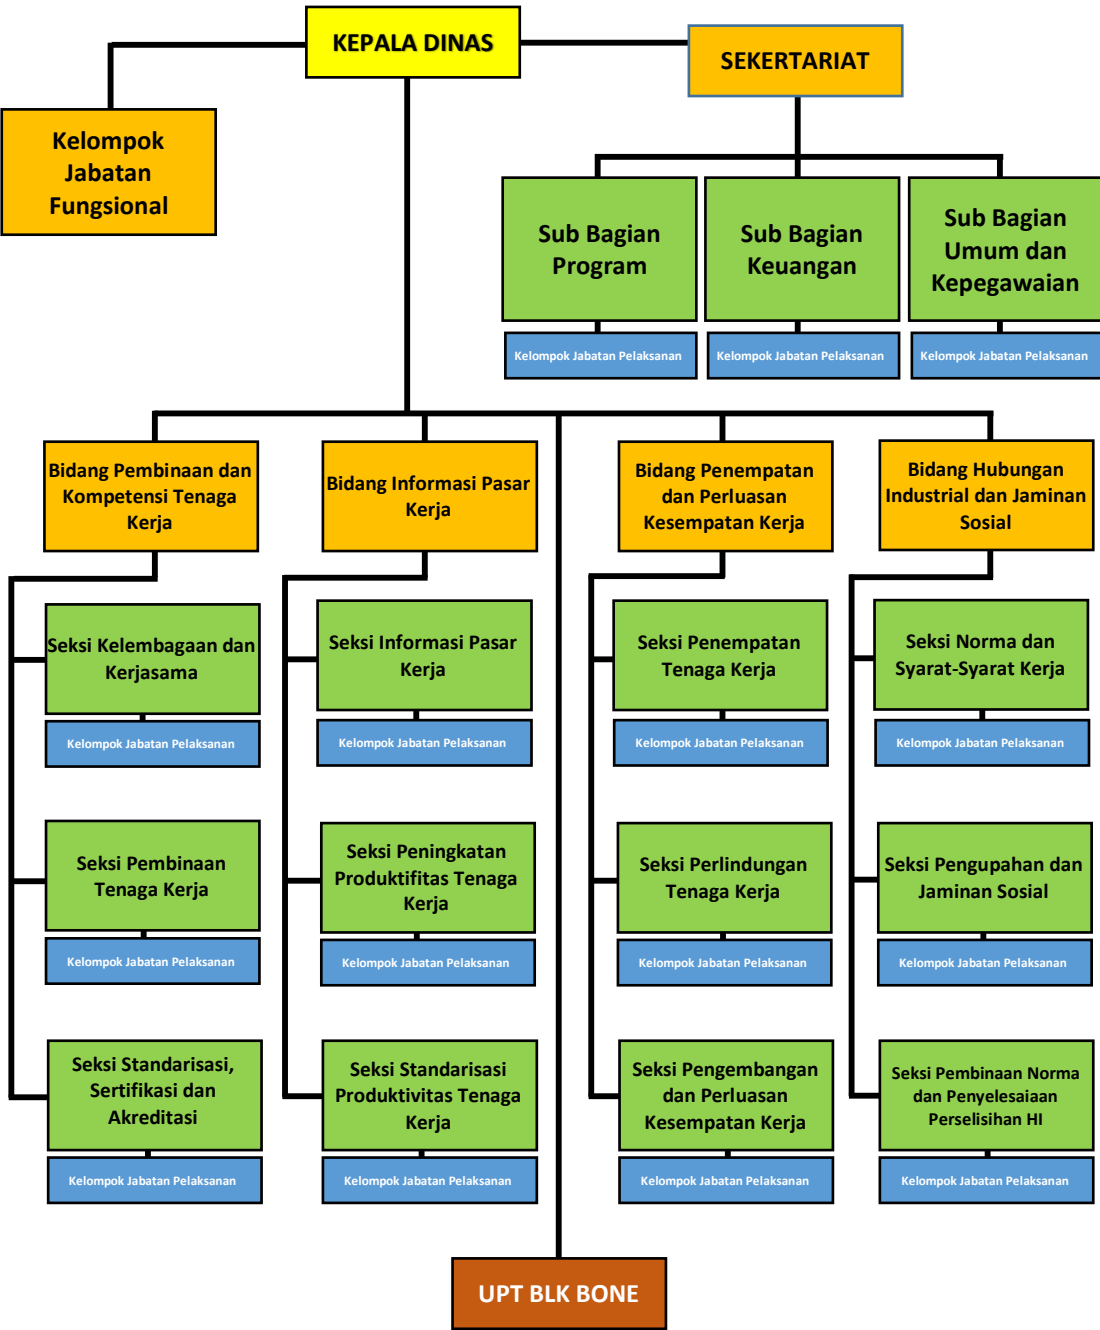 KEPALA DINAS
SEKERTARIAT
Kelompok
Jabatan
Fungsional
Sub Bagian
Program
Sub Bagian
Keuangan
Sub Bagian
Umum dan
Kepegawaian
Kelompok Jabatan Pelaksanan
Kelompok Jabatan Pelaksanan
Kelompok Jabatan Pelaksanan
Bidang Pembinaan dan
Kompetensi Tenaga
Kerja
Bidang Informasi Pasar
Kerja
Bidang Penempatan
dan Perluasan
Kesempatan Kerja
Bidang Hubungan
Industrial dan Jaminan
Sosial
Seksi Kelembagaan dan
Kerjasama
Seksi Informasi Pasar
Kerja
Seksi Penempatan
Tenaga Kerja
Seksi Norma dan
Syarat-Syarat Kerja
Kelompok Jabatan Pelaksanan
Kelompok Jabatan Pelaksanan
Kelompok Jabatan Pelaksanan
Kelompok Jabatan Pelaksanan
Seksi Pembinaan
Tenaga Kerja
Seksi Peningkatan
Produktifitas Tenaga
Kerja
Seksi Perlindungan
Tenaga Kerja
Seksi Pengupahan dan
Jaminan Sosial
Kelompok Jabatan Pelaksanan
Kelompok Jabatan Pelaksanan
Kelompok Jabatan Pelaksanan
Kelompok Jabatan Pelaksanan
Seksi Standarisasi,
Sertifikasi dan
Akreditasi
Seksi Standarisasi
Produktivitas Tenaga
Kerja
Seksi Pengembangan
dan Perluasan
Kesempatan Kerja
Seksi Pembinaan Norma
dan Penyelesaiaan
Perselisihan HI
Kelompok Jabatan Pelaksanan
Kelompok Jabatan Pelaksanan
Kelompok Jabatan Pelaksanan
Kelompok Jabatan Pelaksanan
UPT BLK BONE